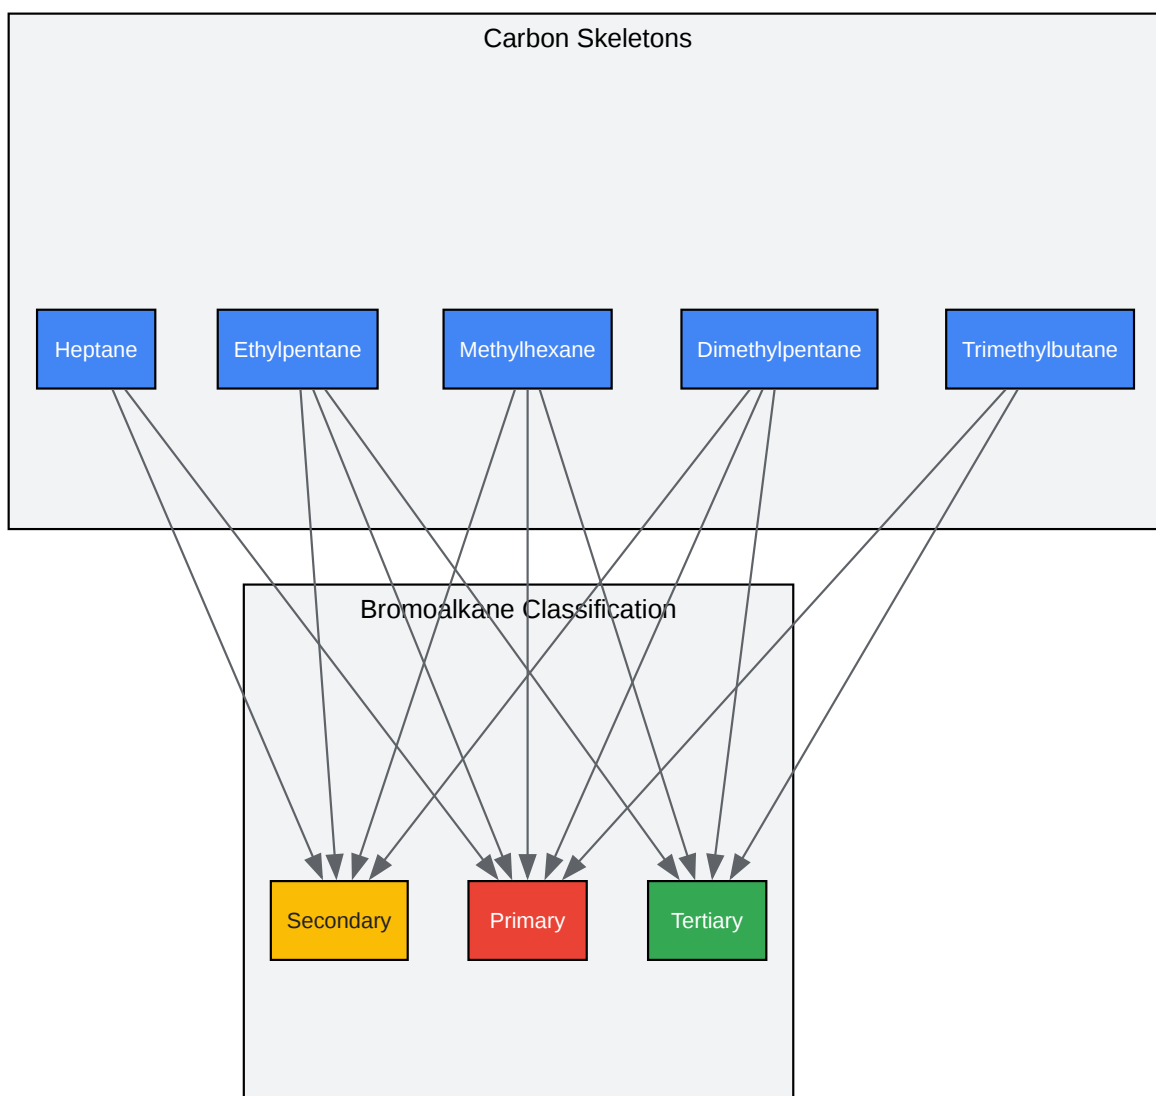 Carbon Skeletons
Heptane
Ethylpentane
Methylhexane
Dimethylpentane
Trimethylbutane
Bromoalkane Classification
Secondary
Primary
Tertiary